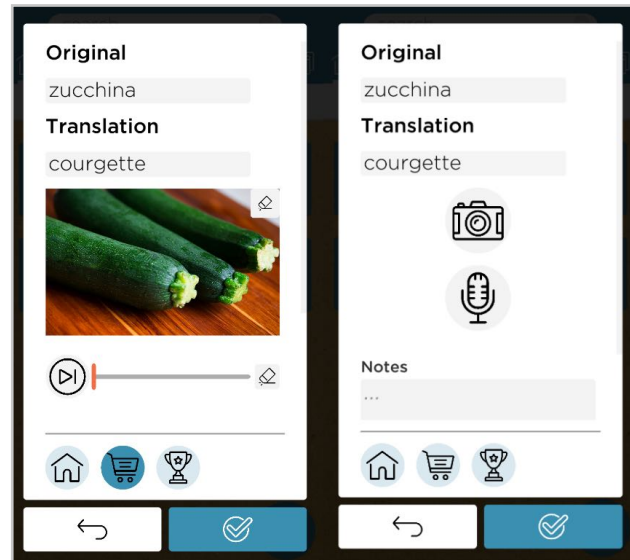 Original
zucchina
Translation
courgette
Original
zucchina
Translation
courgette
Notes
...